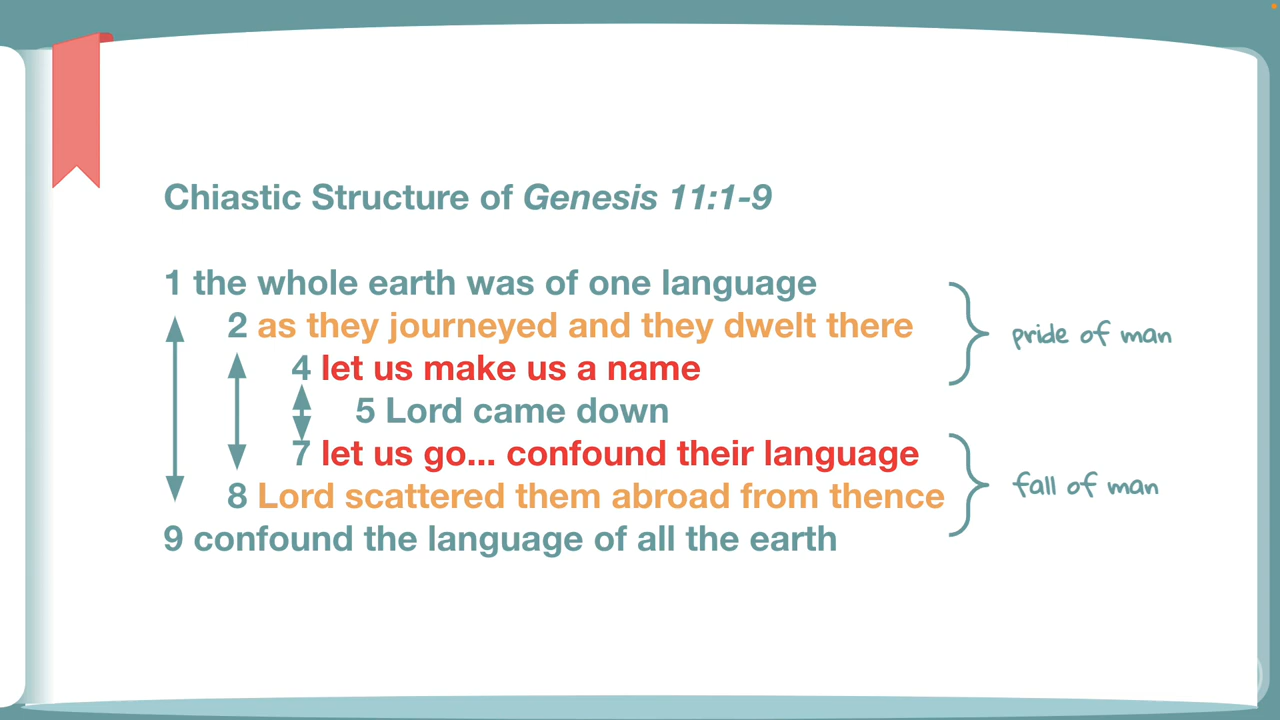 Chiastic Structure of Genesis 11:1-9
1 the whole earth was of one language
2 as they journeyed and they dwelt there
4 let us make us a name
pride of man
5 Lord came down
7 let us go... confound their language
8 Lord scattered them abroad from thence
fall of man
9 confound the language of all the earth